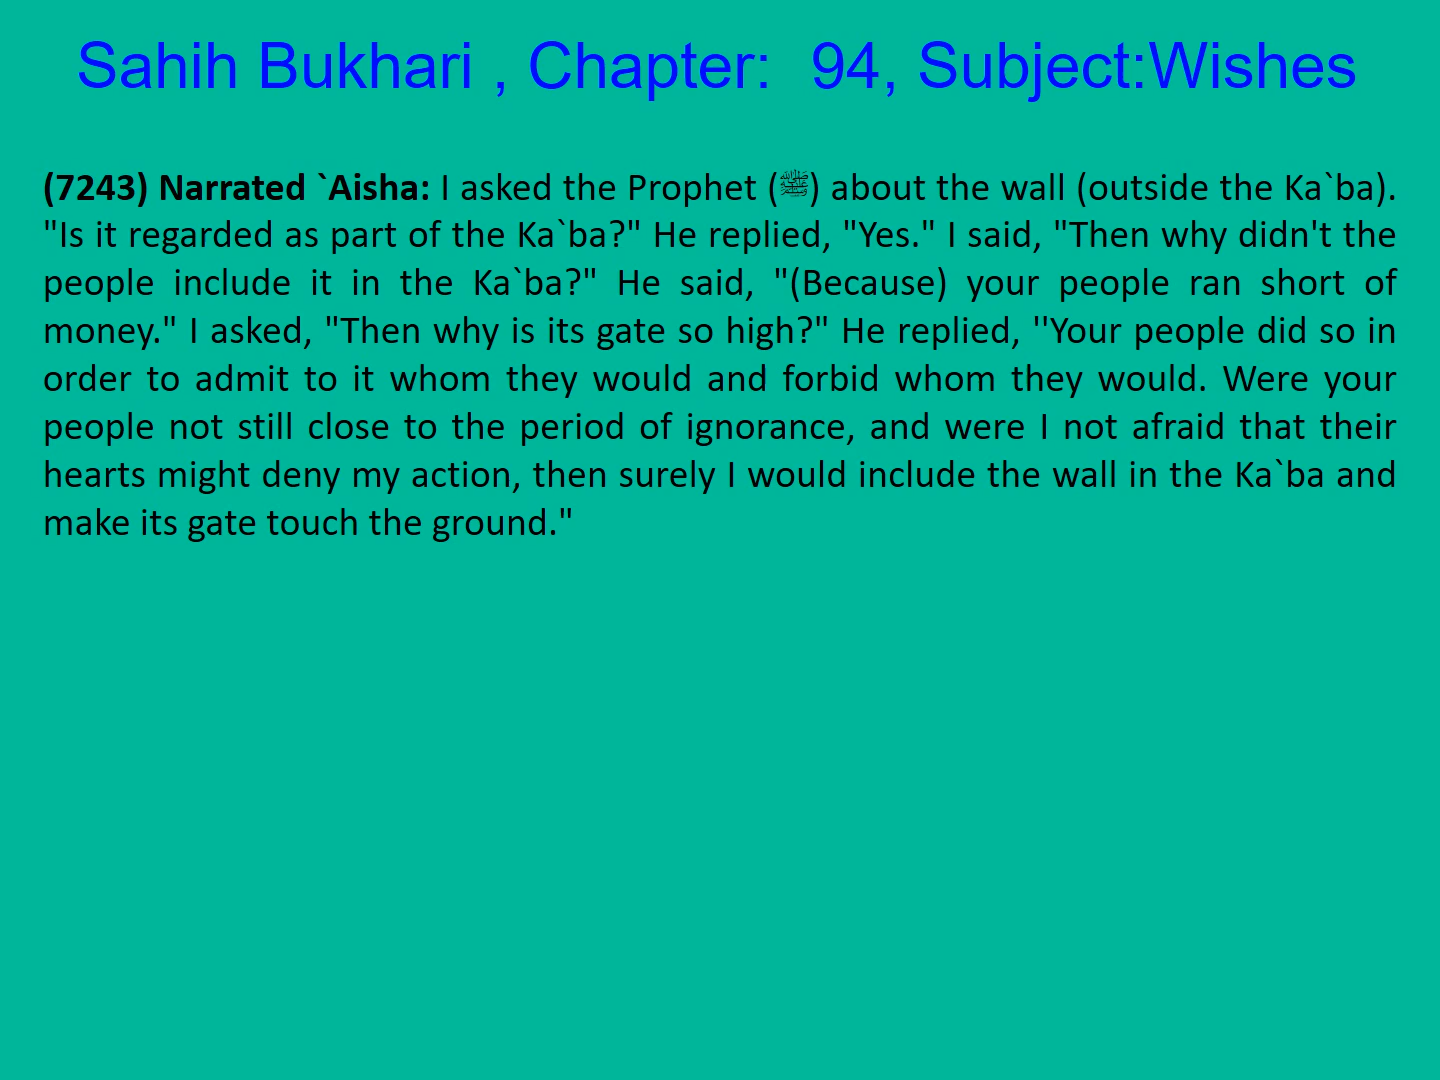 Sahih Bukhari , Chapter:  94, Subject:Wishes
(7243) Narrated `Aisha: I asked the Prophet (ﷺ) about the wall (outside the Ka`ba).
"Is it regarded as part of the Ka`ba?" He replied, "Yes." I said, "Then why didn't the
people include it in the Ka`ba?" He said, "(Because) your people ran short of
money." I asked, "Then why is its gate so high?" He replied, ''Your people did so in
order to admit to it whom they would and forbid whom they would. Were your
people not still close to the period of ignorance, and were I not afraid that their
hearts might deny my action, then surely I would include the wall in the Ka`ba and
make its gate touch the ground."